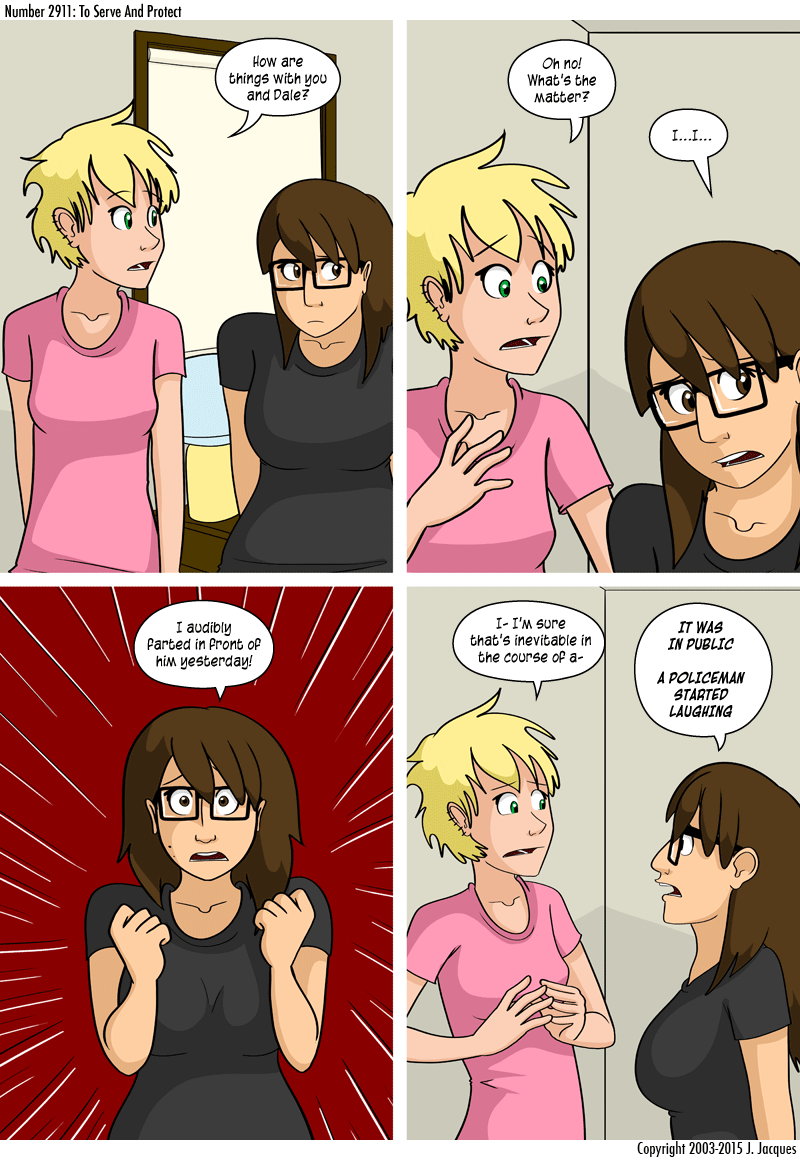 Number 2911: To Serve And Protect
How are
things with you
and Dale?
Oh no!
What's the
matter?
I...I...
I audibly
farted in front of
him yesterday!
I- I'm sure
that's inevitable in
the course of a-
IT WAS
IN PUBLIC
A POLICEMAN
STARTED
LAUGHING
Copyright 2003-2015 J. Jacques